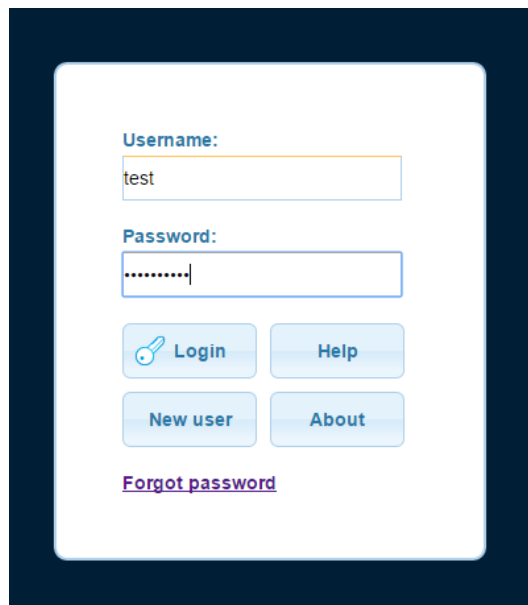 Username:
test
Password:
••••••••••
Login Help
New user About
Forgot password